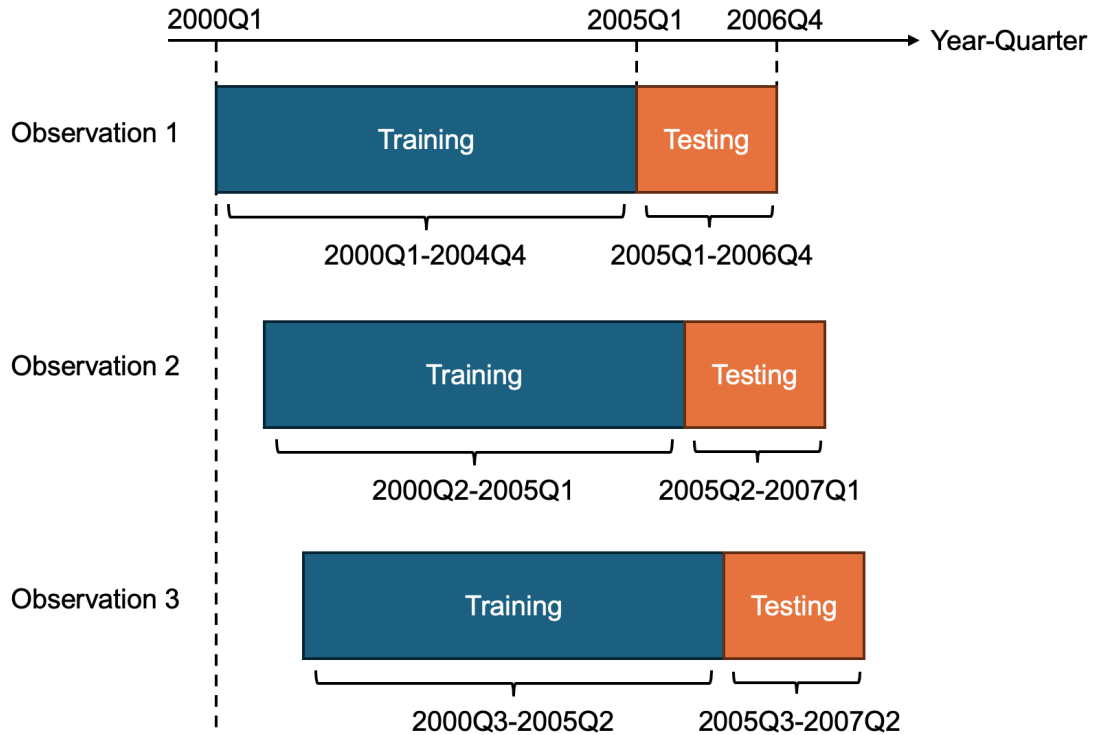 2000Q1 2005Q1 2006Q4
Year-Quarter
Observation 1 Training Testing
2000Q1-2004Q4 2005Q1-2006Q4
Observation 2 Training Testing
2000Q2-2005Q1 2005Q2-2007Q1
Observation 3 Training Testing
2000Q3-2005Q2 2005Q3-2007Q2